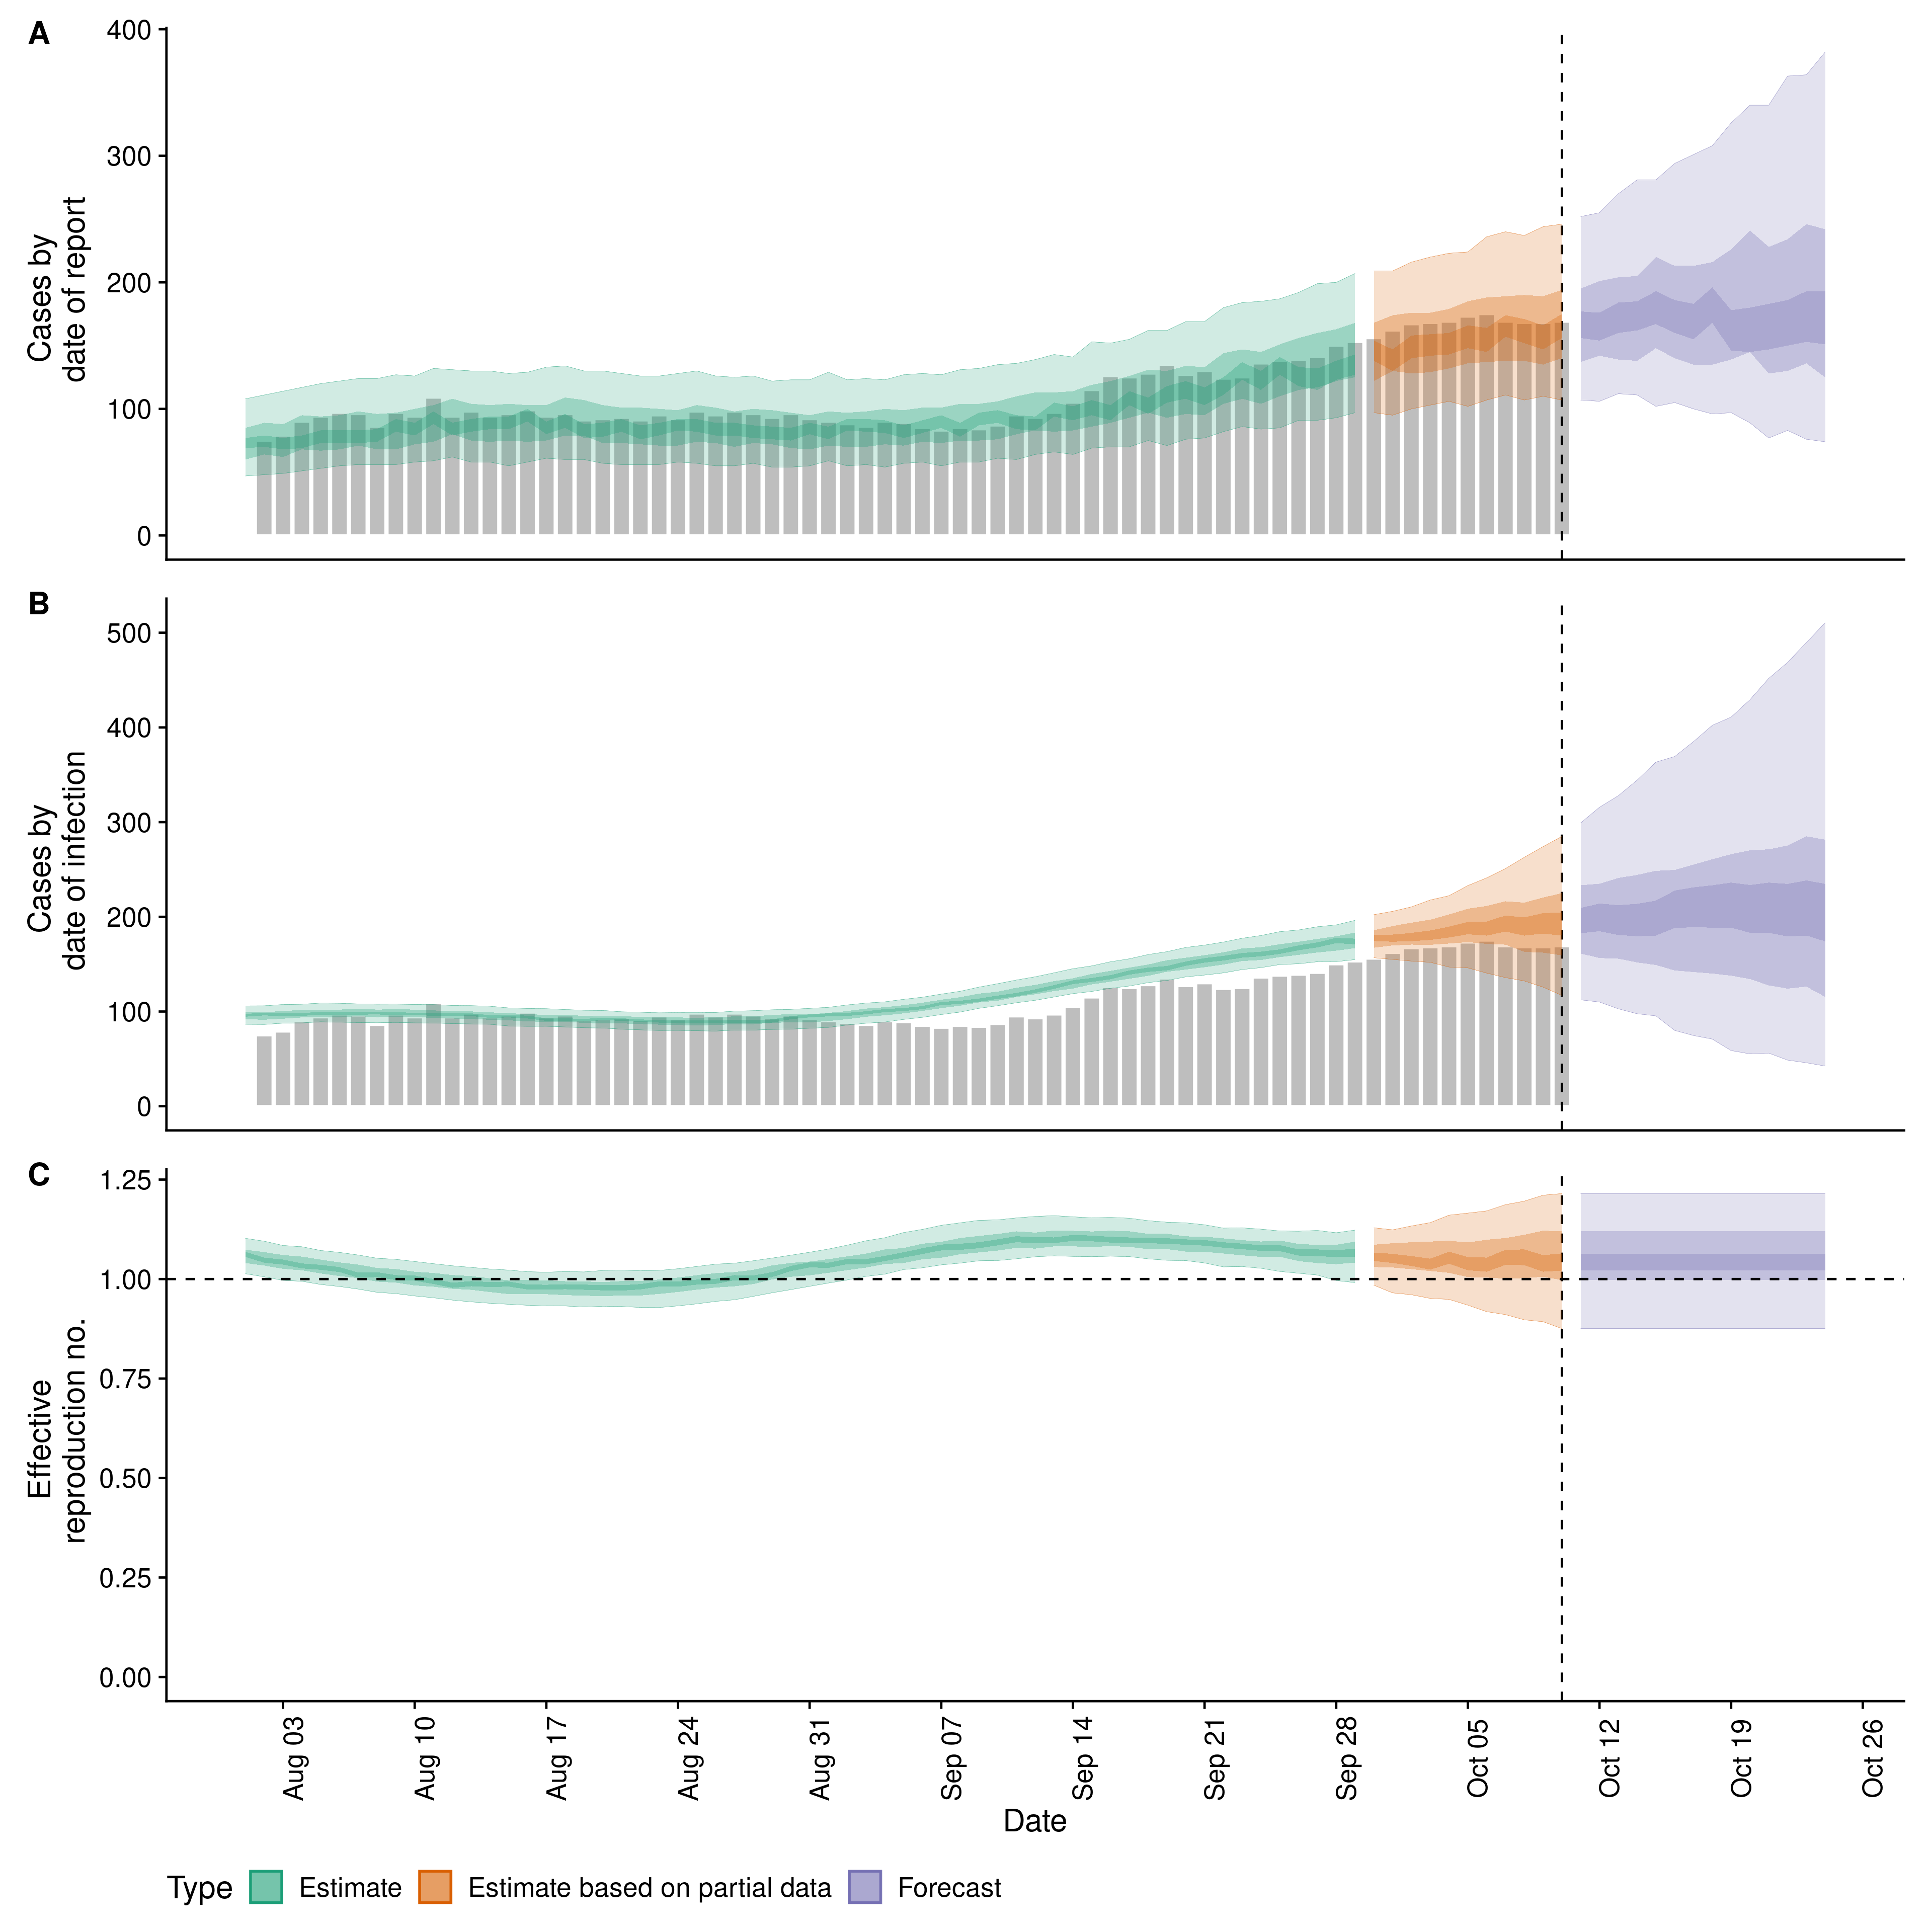 A
400
300
200
100
0
Cases by
date of report
B
500
400
300
200
100
0
Cases by
date of infection
C
1.25
1.00
0.75
0.50
0.25
0.00
Effective
reproduction no.
Aug 03
Aug 10
Aug 17
Aug 24
Aug 31
Sep 07
Sep 14
Sep 21
Sep 28
Oct 05
Oct 12
Oct 19
Oct 26
Date
Type Estimate Estimate based on partial data Forecast